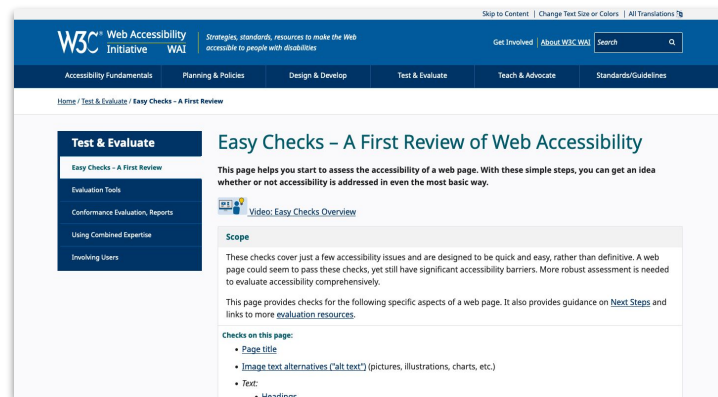 Skip to Content | Change Text Size or Colors | All Translations
W3C® Web Accessibility Initiative WAI
Strategies, standards, resources to make the Web
accessible to people with disabilities
Get Involved | About W3C WAI
Search
Accessibility Fundamentals Planning & Policies Design & Develop Test & Evaluate Teach & Advocate Standards/Guidelines
Home / Test & Evaluate / Easy Checks – A First Review
Test & Evaluate
Easy Checks – A First Review
Evaluation Tools
Conformance Evaluation, Reports
Using Combined Expertise
Involving Users
Easy Checks – A First Review of Web Accessibility
This page helps you start to assess the accessibility of a web page. With these simple steps, you can get an idea
whether or not accessibility is addressed in even the most basic way.
Video: Easy Checks Overview
Scope
These checks cover just a few accessibility issues and are designed to be quick and easy, rather than definitive. A web
page could seem to pass these checks, yet still have significant accessibility barriers. More robust assessment is needed
to evaluate accessibility comprehensively.
This page provides checks for the following specific aspects of a web page. It also provides guidance on Next Steps and
links to more evaluation resources.
Checks on this page:
• Page title
• Image text alternatives ("alt text") (pictures, illustrations, charts, etc.)
• Text:
• Headings